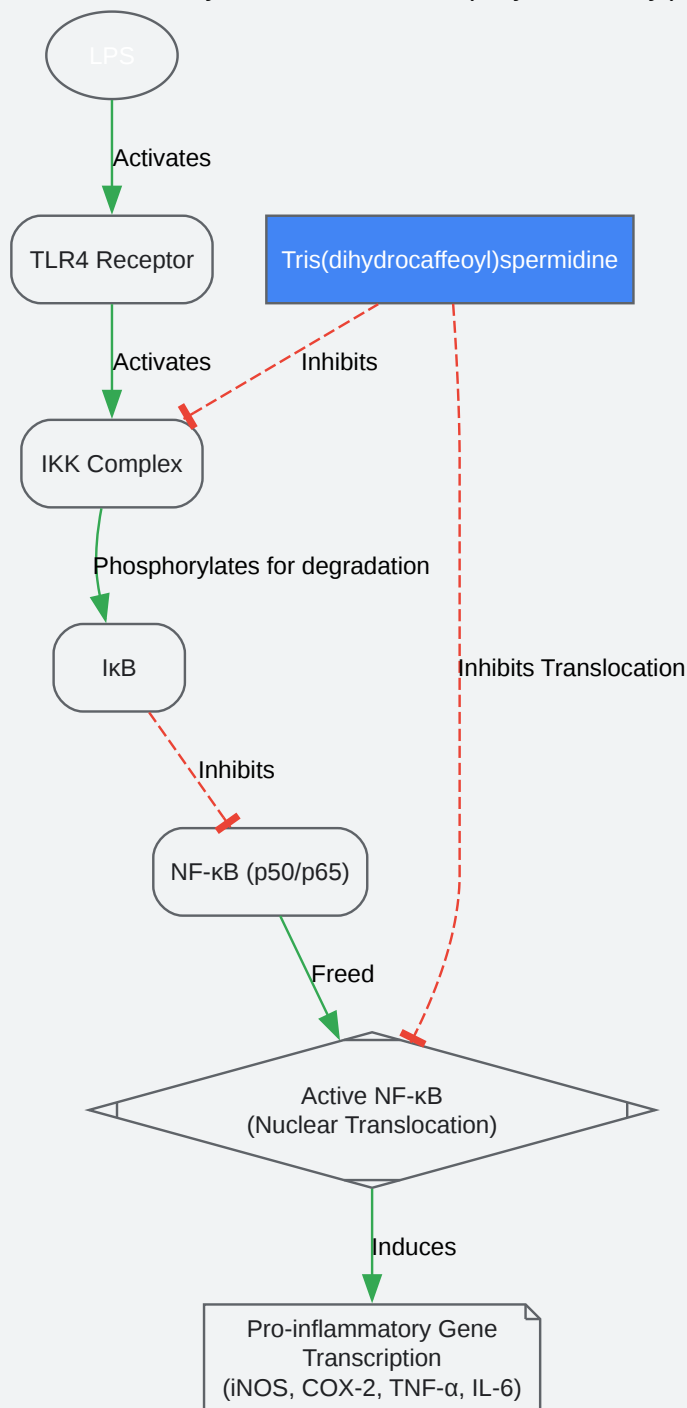 LPS
Activates
TLR4 Receptor
Tris(dihydrocaffeoyl)spermidine
Activates
Inhibits
IKK Complex
Phosphorylates for degradation
IκB
Inhibits Translocation
Inhibits
NF-κB (p50/p65)
Freed
Active NF-κB
(Nuclear Translocation)
Induces
Pro-inflammatory Gene
Transcription
(iNOS, COX-2, TNF-α, IL-6)